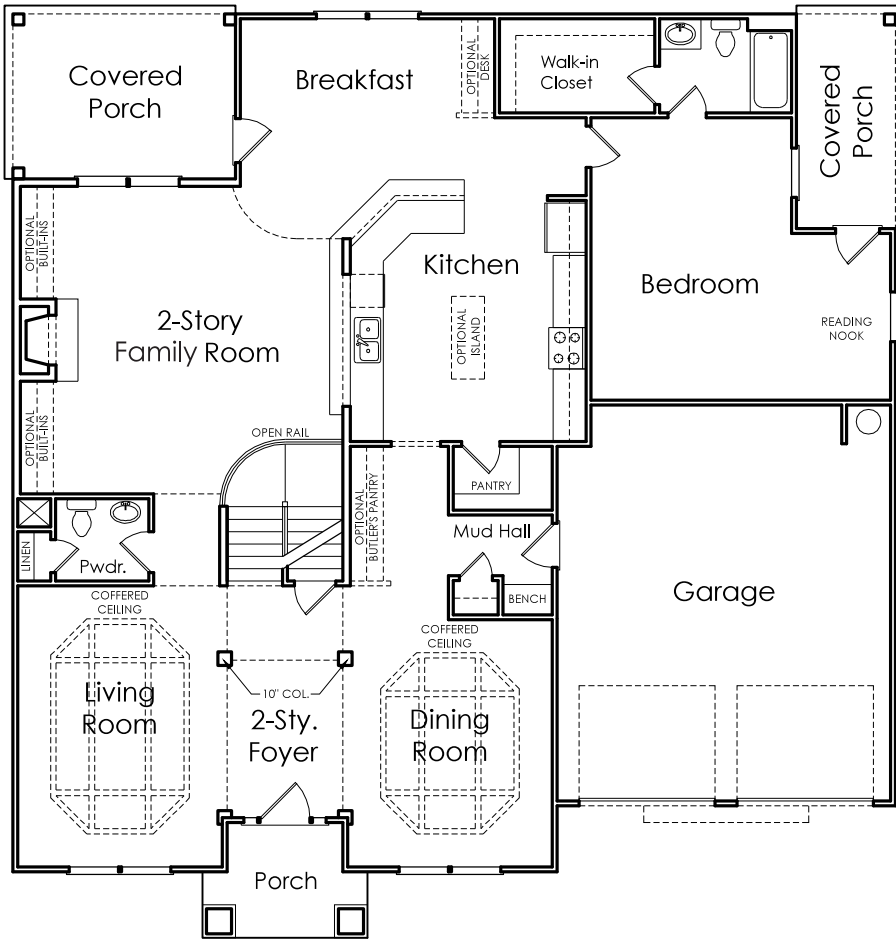 Covered
Porch
Breakfast
OPTIONAL
DESK
Walk-in
Closet
Covered
Porch
OPTIONAL
BUILT-INS
2-Story
Family Room
Kitchen
OPTIONAL
ISLAND
Bedroom
READING
NOOK
OPTIONAL
BUILT-INS
OPEN RAIL
PANTRY
OPTIONAL
BUTLER'S PANTRY
LINEN
Pwdr.
Mud Hall
BENCH
Garage
COFFERED
CEILING
COFFERED
CEILING
Living
Room
10" COL.
2-Sty.
Foyer
Dining
Room
Porch